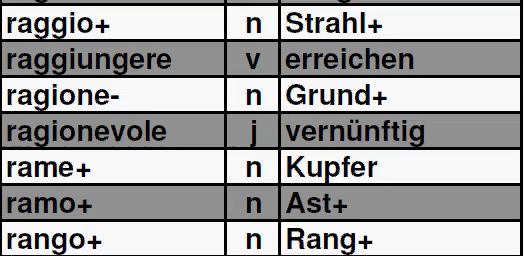 raggio+ n Strahl+
raggiungere v erreichen
ragione- n Grund+
ragionevole j vernünftig
rame+ n Kupfer
ramo+ n Ast+
rango+ n Rang+